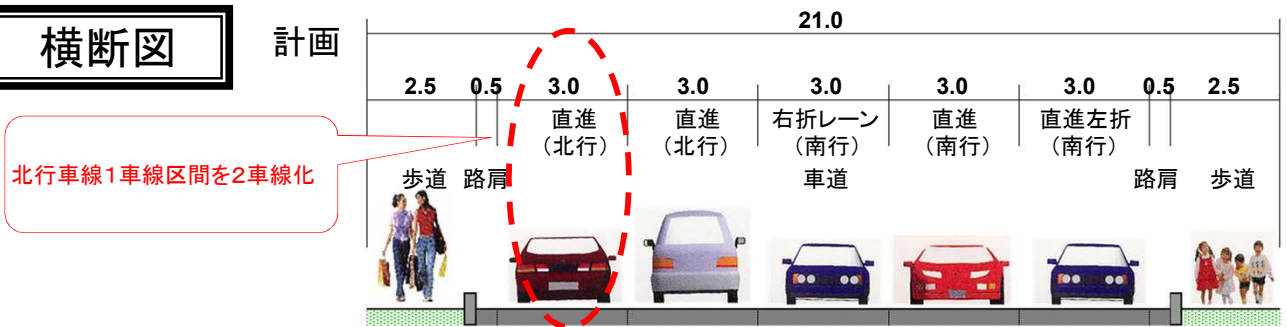 横断図
計画
21.0
2.5 0.5 3.0 3.0 3.0 3.0 3.0 0.5 2.5
直進 直進 右折レーン 直進 直進左折
(北行) (北行) (南行) (南行) (南行)
北行車線1車線区間を2車線化
歩道 路肩 車道 路肩 歩道